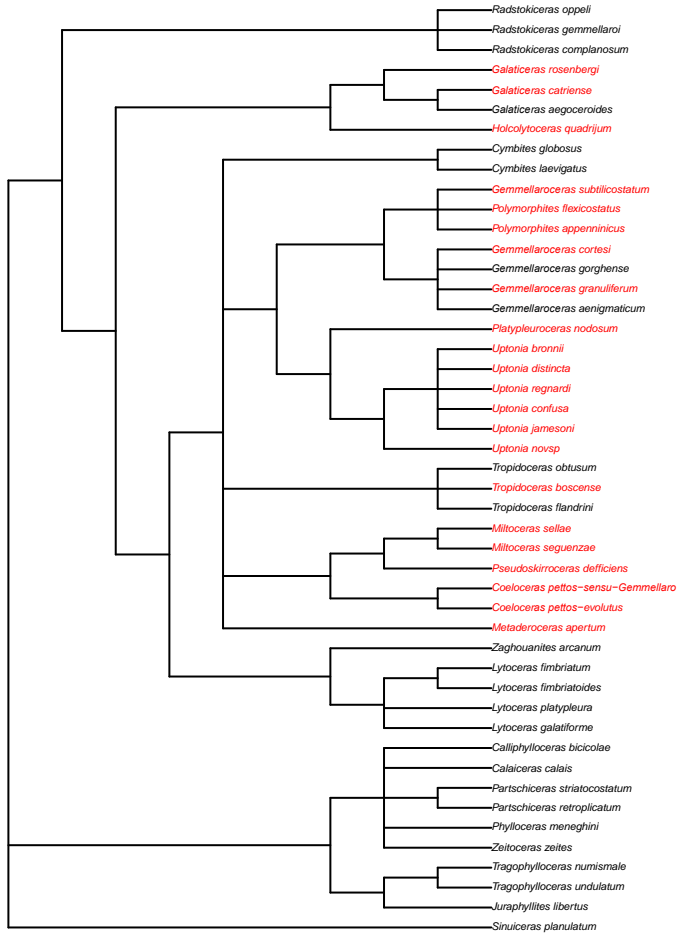 Radstokiceras oppeli
Radstokiceras gemmellaroi
Radstokiceras complanosum
Galaticeras rosenbergi
Galaticeras catriense
Galaticeras aegoceroides
Holcolytoceras quadrijum
Cymbites globosus
Cymbites laevigatus
Gemmellaroceras subtilicostatum
Polymorphites flexicostatus
Polymorphites appenninicus
Gemmellaroceras cortesi
Gemmellaroceras gorghense
Gemmellaroceras granuliferum
Gemmellaroceras aenigmaticum
Platypleuroceras nodosum
Uptonia bronnii
Uptonia distincta
Uptonia regnardi
Uptonia confusa
Uptonia jamesoni
Uptonia novsp
Tropidoceras obtusum
Tropidoceras boscense
Tropidoceras flandrini
Miltoceras sellae
Miltoceras seguenzae
Pseudoskirroceras defficiens
Coeloceras pettos−sensu−Gemmellaro
Coeloceras pettos−evolutus
Metaderoceras apertum
Zaghouanites arcanum
Lytoceras fimbriatum
Lytoceras fimbriatoides
Lytoceras platypleura
Lytoceras galatiforme
Calliphylloceras bicicolae
Calaiceras calais
Partschiceras striatocostatum
Partschiceras retroplicatum
Phylloceras meneghini
Zeitoceras zeites
Tragophylloceras numismale
Tragophylloceras undulatum
Juraphyllites libertus
Sinuiceras planulatum